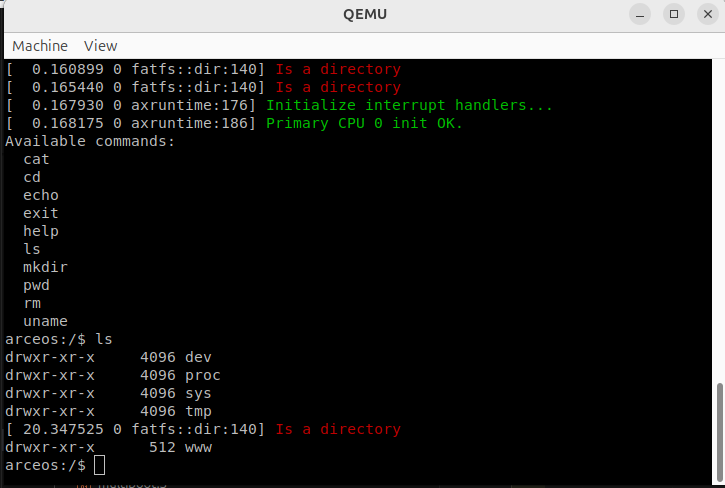 QEMU
Machine View
[  0.160899 0 fatfs::dir:140] Is a directory
[  0.165440 0 fatfs::dir:140] Is a directory
[  0.167930 0 axruntime:176] Initialize interrupt handlers...
[  0.168175 0 axruntime:186] Primary CPU 0 init OK.
Available commands:
  cat
  cd
  echo
  exit
  help
  ls
  mkdir
  pwd
  rm
  uname
arceos:/$ ls
drwxr-xr-x     4096 dev
drwxr-xr-x     4096 proc
drwxr-xr-x     4096 sys
drwxr-xr-x     4096 tmp
[ 20.347525 0 fatfs::dir:140] Is a directory
drwxr-xr-x      512 www
arceos:/$